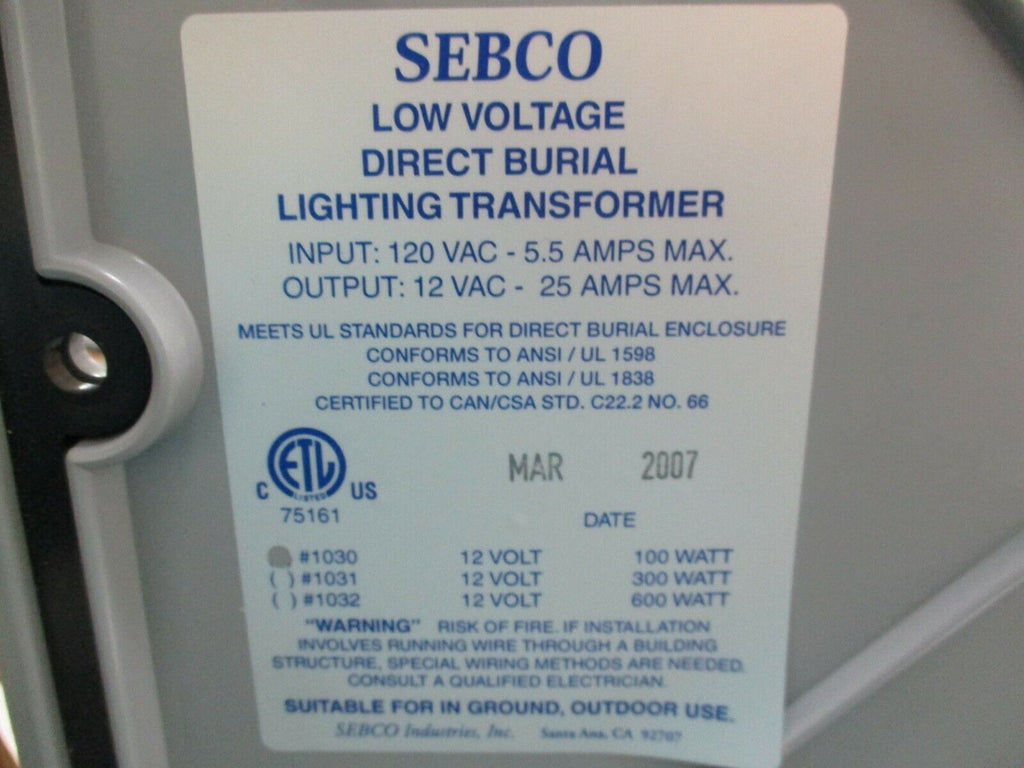 SEBCO
LOW VOLTAGE
DIRECT BURIAL
LIGHTING TRANSFORMER
INPUT: 120 VAC - 5.5 AMPS MAX.
OUTPUT: 12 VAC - 25 AMPS MAX.
MEETS UL STANDARDS FOR DIRECT BURIAL ENCLOSURE
CONFORMS TO ANSI / UL 1598
CONFORMS TO ANSI / UL 1838
CERTIFIED TO CAN/CSA STD. C22.2 NO. 66
ETL
LISTED
C US
75161
MAR 2007
DATE
#1030 12 VOLT 100 WATT
( ) #1031 12 VOLT 300 WATT
( ) #1032 12 VOLT 600 WATT
"WARNING" RISK OF FIRE. IF INSTALLATION
INVOLVES RUNNING WIRE THROUGH A BUILDING
STRUCTURE, SPECIAL WIRING METHODS ARE NEEDED.
CONSULT A QUALIFIED ELECTRICIAN.
SUITABLE FOR IN GROUND, OUTDOOR USE.
SEBCO Industries, Inc. Santa Ana, CA 92707